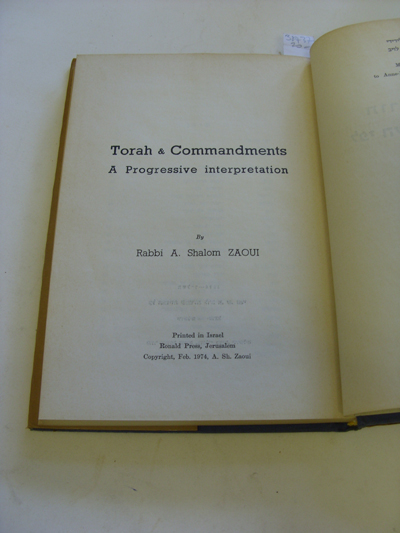 Torah & Commandments
A Progressive interpretation
By
Rabbi A. Shalom ZAOUI
Printed in Israel
Ronald Press, Jerusalem
Copyright, Feb. 1974, A. Sh. Zaoui